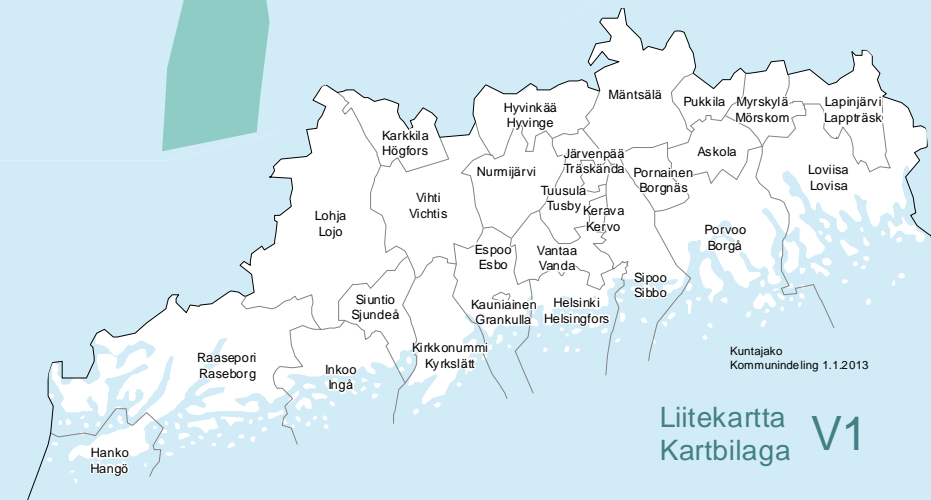 Mäntsälä
Pukkila
Myrskylä
Mörskom
Lapinjärvi
Lappträsk
Hyvinkää
Hyvinge
Karkkila
Högfors
Järvenpää
Träskända
Askola
Nurmijärvi
Pornainen
Borgnäs
Loviisa
Lovisa
Tuusula
Tusby
Vihti
Vichtis
Kerava
Kervo
Lohja
Lojo
Porvoo
Borgå
Espoo
Esbo
Vantaa
Vanda
Sipoo
Sibbo
Siuntio
Sjundeå
Kauniainen
Grankulla
Helsinki
Helsingfors
Kirkkonummi
Kyrkslätt
Raasepori
Raseborg
Inkoo
Ingå
Kuntajako
Kommunindeling 1.1.2013
Liitekartta
Kartbilaga
V1
Hanko
Hangö